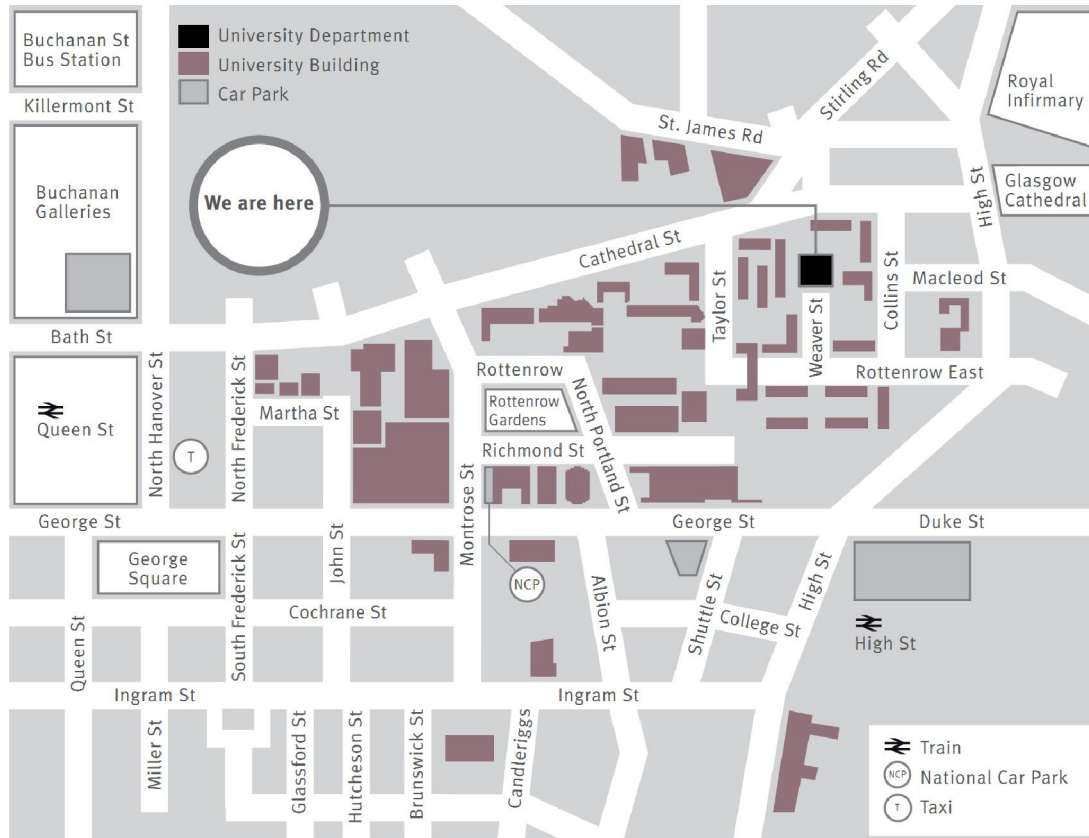 Buchanan St
Bus Station
Killermont St
Buchanan
Galleries
Bath St
Queen St
University Department
University Building
Car Park
We are here
St. James Rd
Stirling Rd
Royal
Infirmary
High St
Glasgow
Cathedral
Cathedral St
Taylor St
Weaver St
Collins St
Macleod St
Rottenrow East
North Hanover St
T
North Frederick St
Martha St
Rottenrow
Rottenrow
Gardens
North Portland St
Richmond St
Montrose St
George St
George
Square
South Frederick St
John St
Cochrane St
NCP
George St
Duke St
Albion St
Shuttle St
College St
High St
High St
Queen St
Ingram St
Ingram St
Miller St
Glassford St
Hutcheson St
Brunswick St
Candleriggs
Train
NCP
National Car Park
T
Taxi